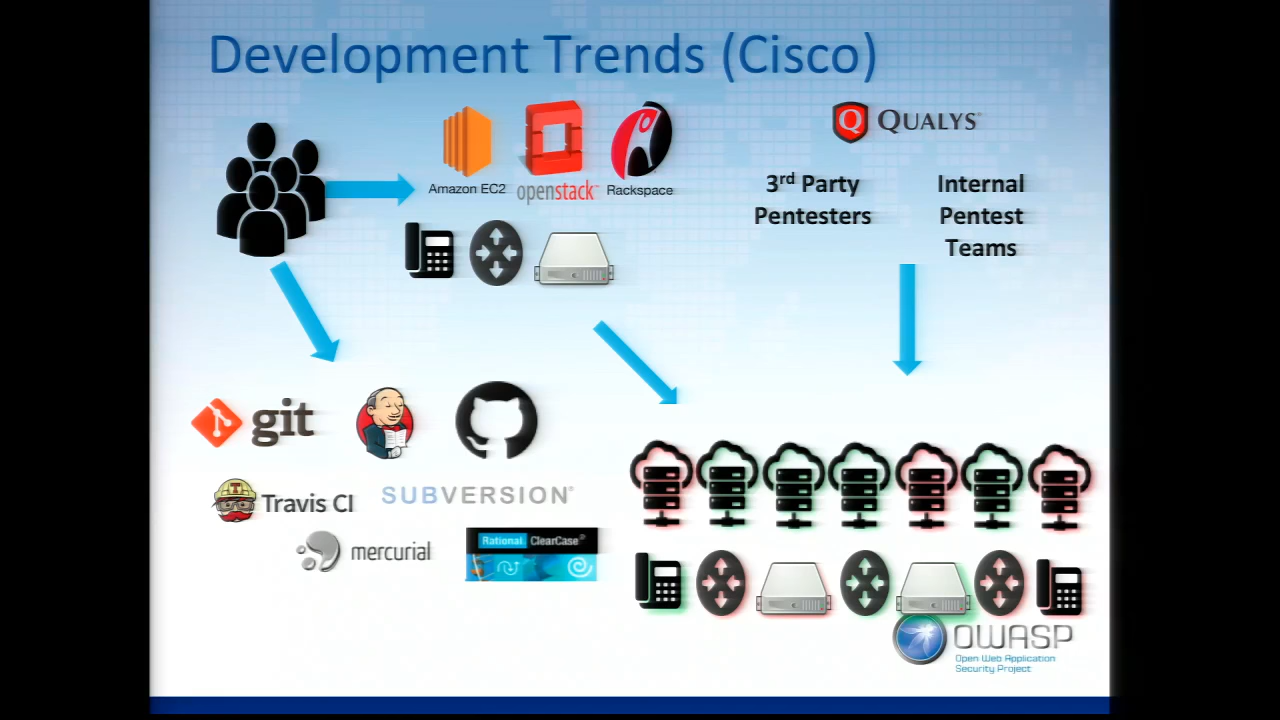 Development Trends (Cisco)
Amazon EC2
openstack
Rackspace
QUALYS
3rd Party
Pentesters
Internal
Pentest
Teams
git
Travis CI
SUBVERSION
mercurial
Rational ClearCase
OWASP
Open Web Application
Security Project